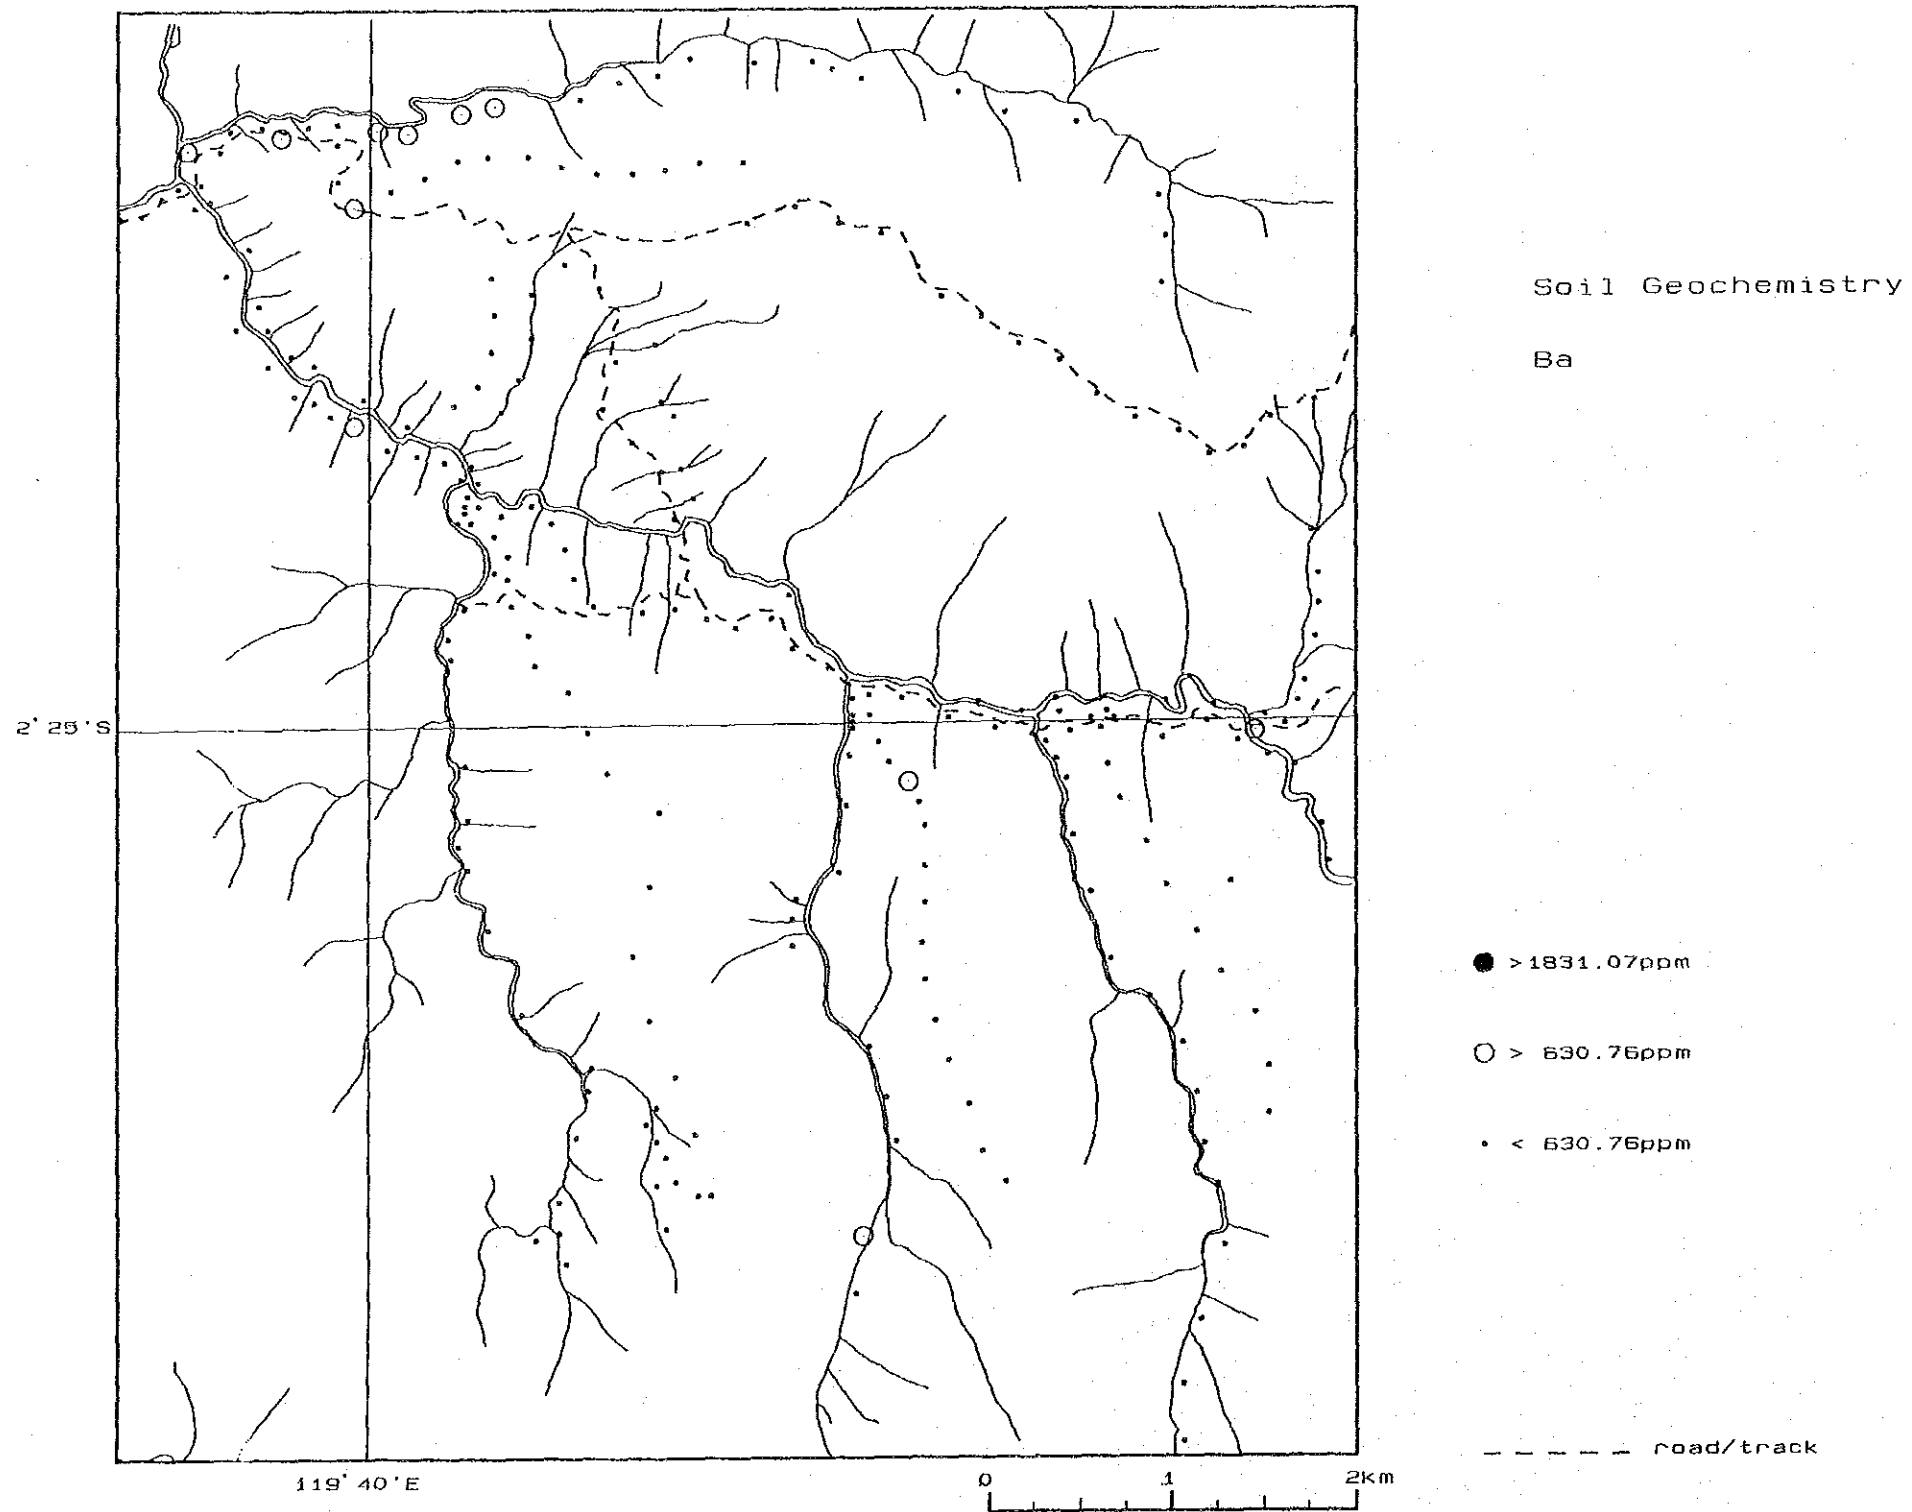 Soil Geochemistry
Ba
2°25'S
>1831.07ppm
> 630.76ppm
< 630.76ppm
road/track
119°40'E
0 1 2Km